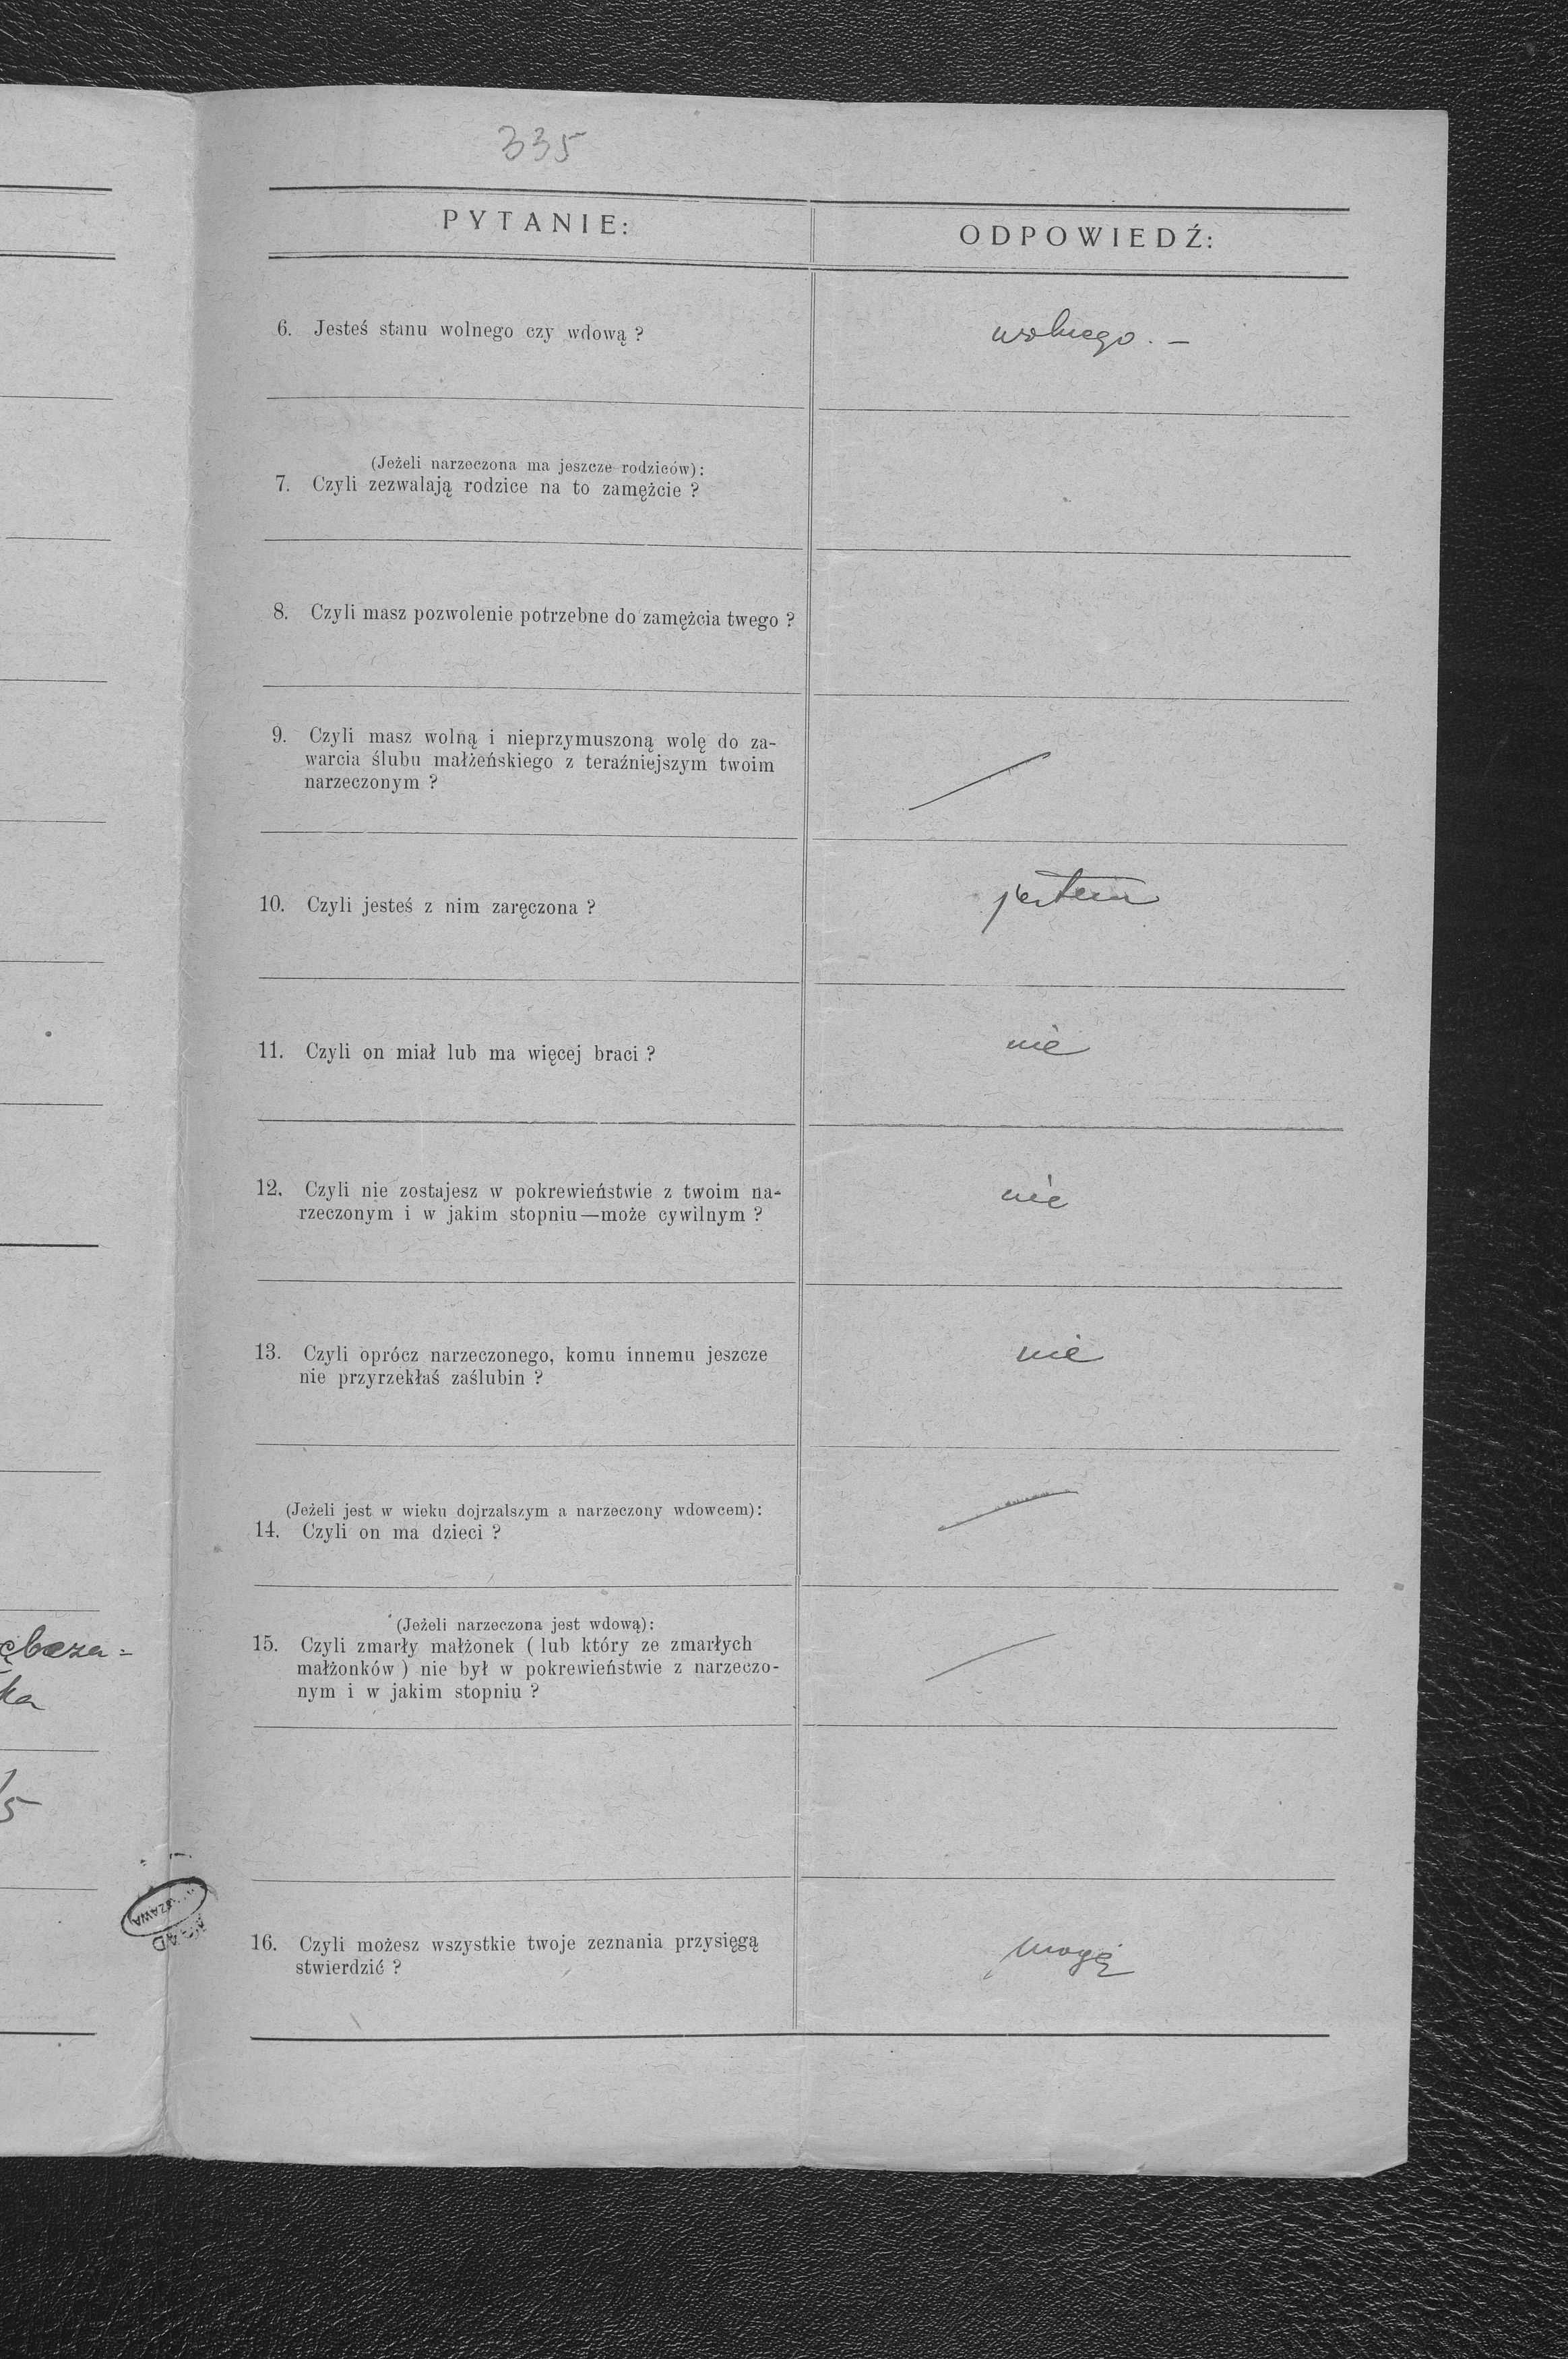 335
PYTANIE:
ODPOWIEDŹ:
6. Jesteś stanu wolnego czy wdową ?
wolnego. —
(Jeżeli narzeczona ma jeszcze rodziców):
7. Czyli zezwalają rodzice na to zamężcie ?
8. Czyli masz pozwolenie potrzebne do zamężcia twego ?
9. Czyli masz wolną i nieprzymuszoną wolę do za-
warcia ślubu małżeńskiego z teraźniejszym twoim
narzeczonym ?
10. Czyli jesteś z nim zaręczona ?
jestem
11. Czyli on miał lub ma więcej braci ?
nie
12. Czyli nie zostajesz w pokrewieństwie z twoim na-
rzeczonym i w jakim stopniu—może cywilnym ?
nie
13. Czyli oprócz narzeczonego, komu innemu jeszcze
nie przyrzekłaś zaślubin ?
nie
(Jeżeli jest w wieku dojrzalszym a narzeczony wdowcem):
14. Czyli on ma dzieci ?
(Jeżeli narzeczona jest wdową):
15. Czyli zmarły małżonek ( lub który ze zmarłych
małżonków ) nie był w pokrewieństwie z narzeczo-
nym i w jakim stopniu ?
16. Czyli możesz wszystkie twoje zeznania przysięgą
stwierdzić ?
mogę
ka
5